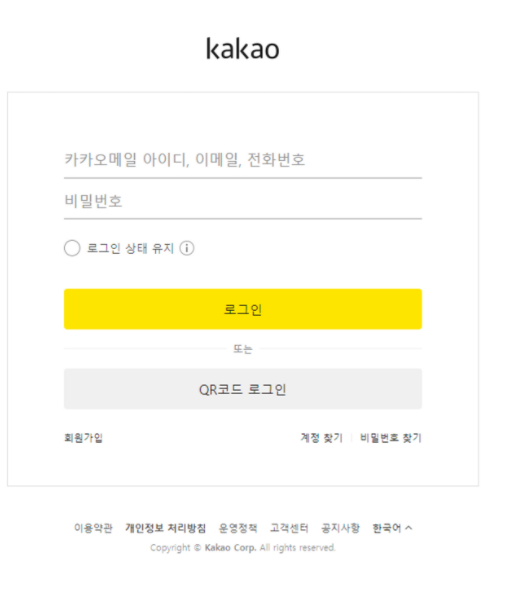 kakao
카카오메일 아이디, 이메일, 전화번호
비밀번호
로그인 상태 유지 i
로그인
또는
QR코드 로그인
회원가입 계정 찾기 비밀번호 찾기
이용약관 개인정보 처리방침 운영정책 고객센터 공지사항 한국어
Copyright © Kakao Corp. All rights reserved.